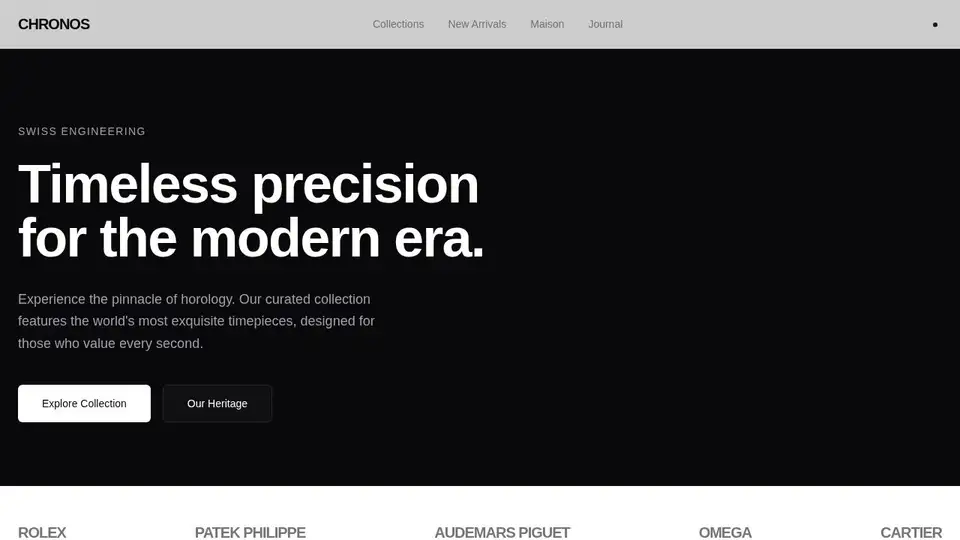 CHRONOS
Collections
New Arrivals
Maison
Journal
SWISS ENGINEERING
Timeless precision
for the modern era.
Experience the pinnacle of horology. Our curated collection
features the world's most exquisite timepieces, designed for
those who value every second.
Explore Collection
Our Heritage
ROLEX
PATEK PHILIPPE
AUDEMARS PIGUET
OMEGA
CARTIER